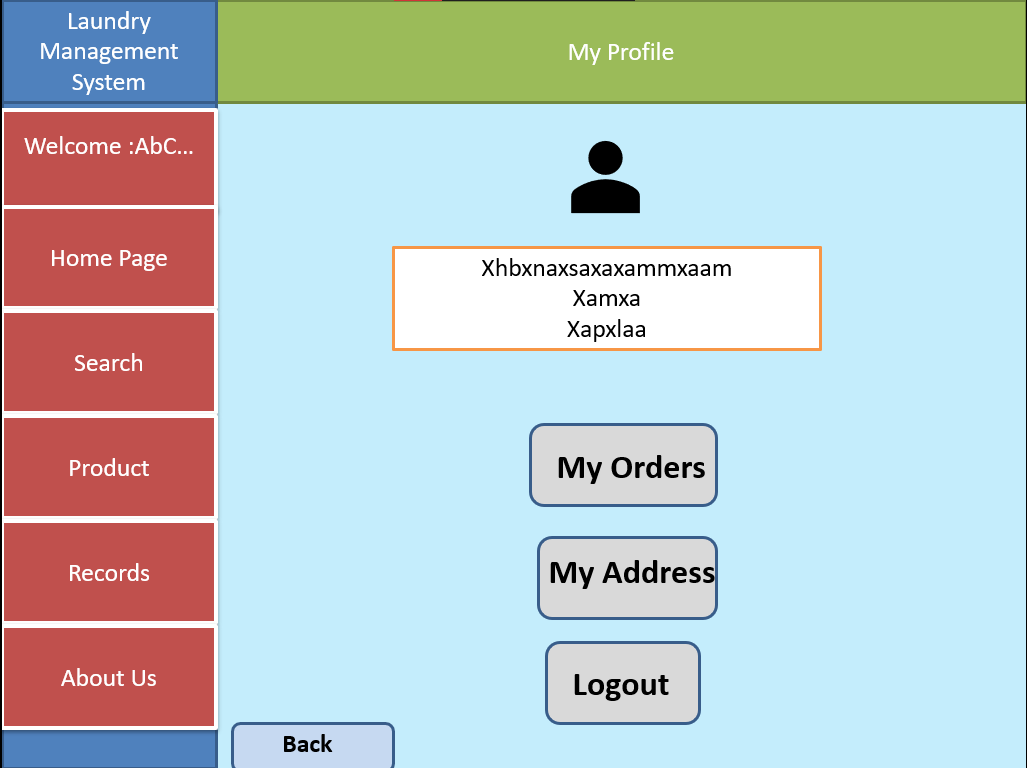 Laundry
Management
System
My Profile
Welcome :AbC...
Home Page
Search
Product
Records
About Us
Xhbxnaxsaxaxammxaam
Xamxa
Xapxlaa
My Orders
My Address
Logout
Back